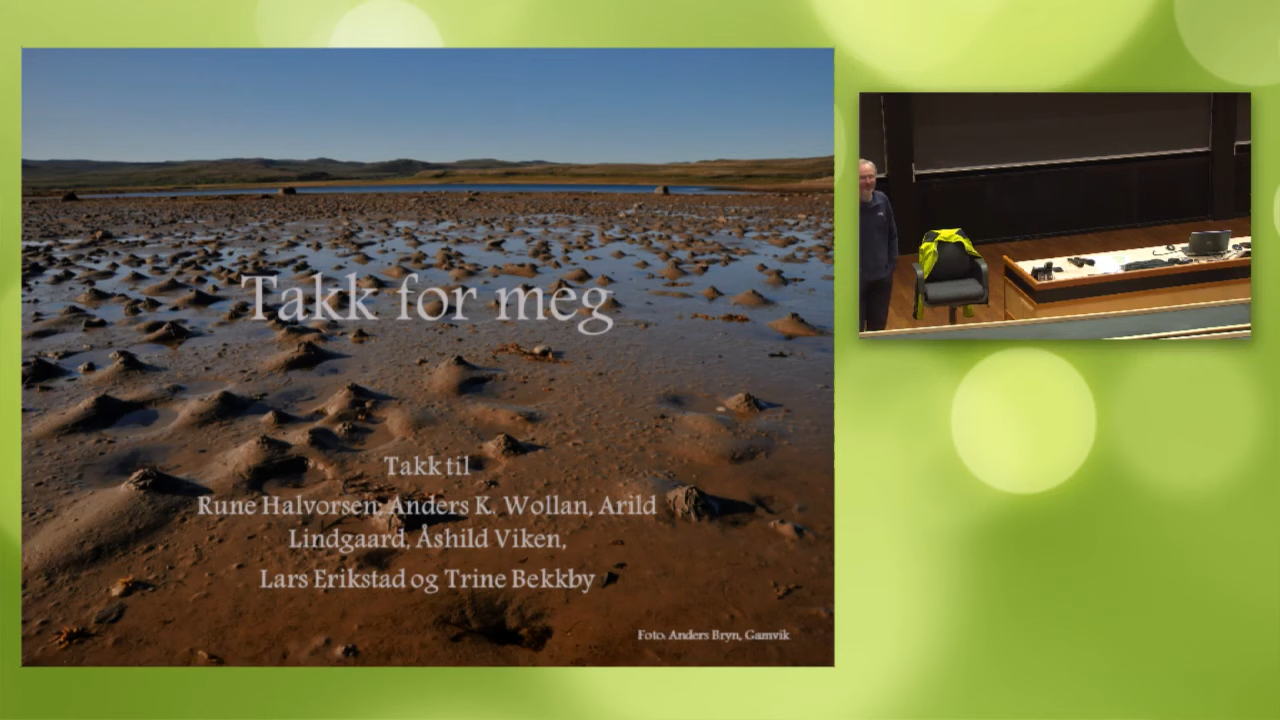 Takk for meg
Takk til
Rune Halvorsen, Anders K. Wollan, Arild
Lindgaard, Åshild Viken,
Lars Erikstad og Trine Bekkby
Foto: Anders Bryn, Gamvik